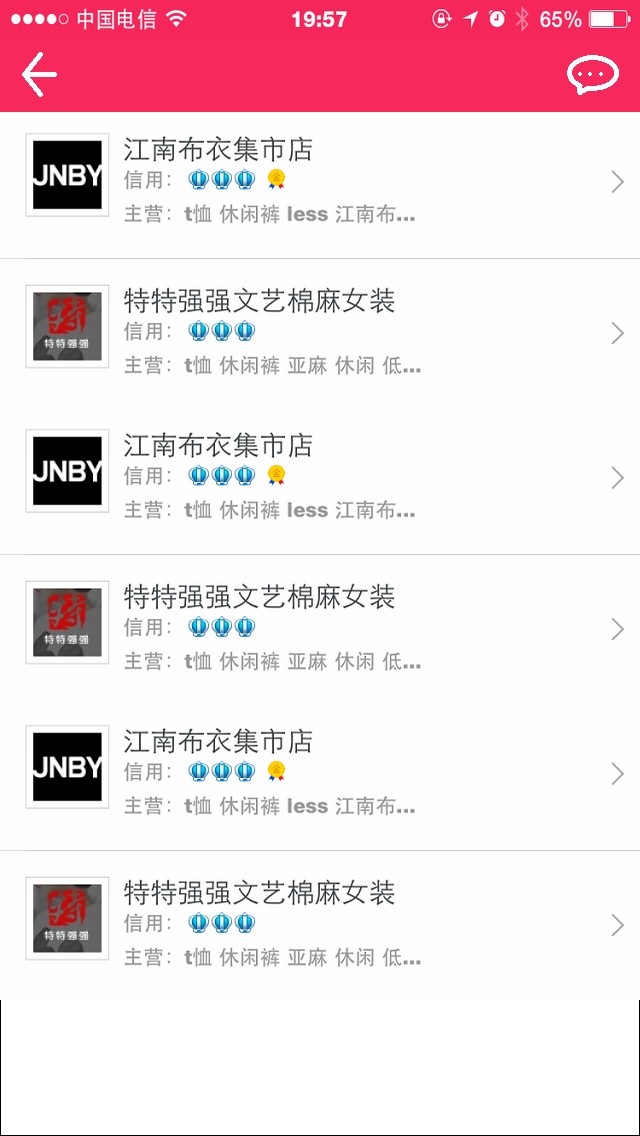 中国电信 19:57 65%
JNBY
江南布衣集市店
信用：
主营：t恤 休闲裤 less 江南布...
特特强强
特特强强文艺棉麻女装
信用：
主营：t恤 休闲裤 亚麻 休闲 低...
JNBY
江南布衣集市店
信用：
主营：t恤 休闲裤 less 江南布...
特特强强
特特强强文艺棉麻女装
信用：
主营：t恤 休闲裤 亚麻 休闲 低...
JNBY
江南布衣集市店
信用：
主营：t恤 休闲裤 less 江南布...
特特强强
特特强强文艺棉麻女装
信用：
主营：t恤 休闲裤 亚麻 休闲 低...